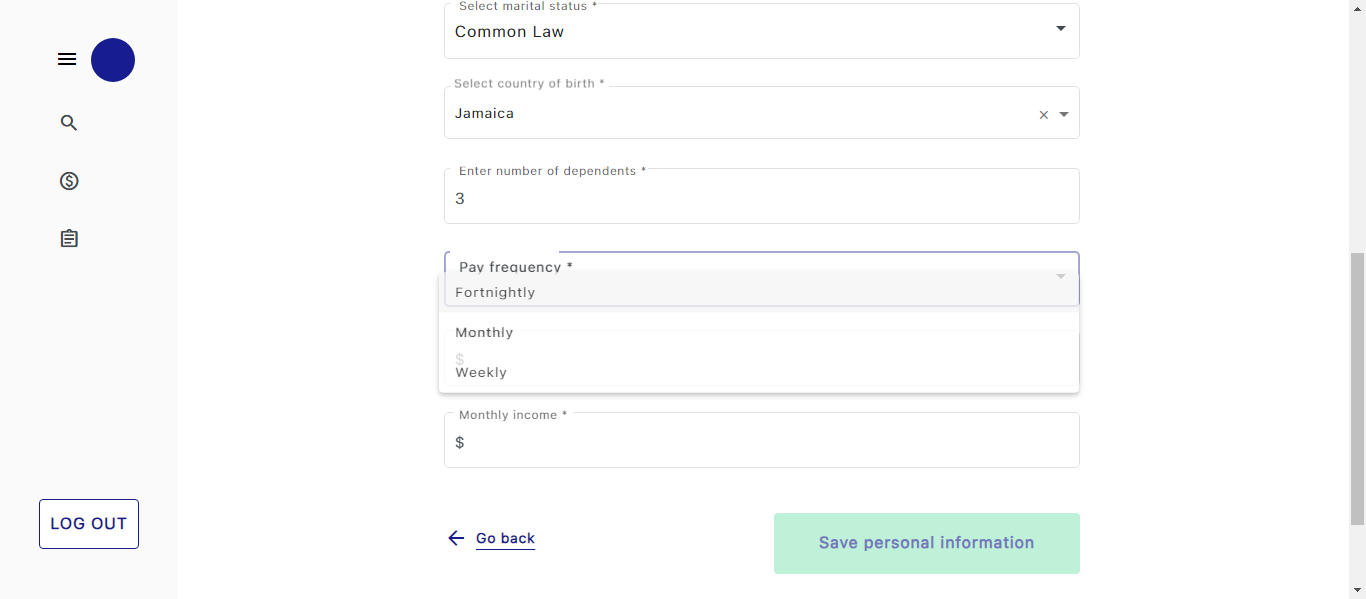 Select marital status *
Common Law
Select country of birth *
Jamaica
Enter number of dependents *
3
Pay frequency *
Fortnightly
Monthly
$
Weekly
Monthly income *
$
Go back
Save personal information
LOG OUT